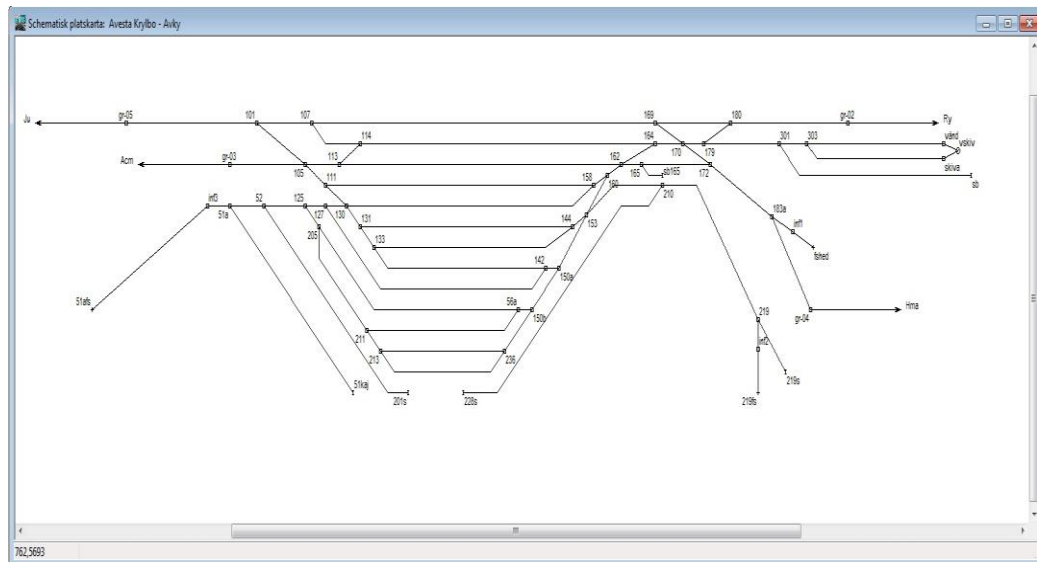 Schematisk platskarta: Avesta Krylbo - Avky
Ju gr-05 101 107 169 180 gr-02 Ry
114 164 170 179 301 303 vänd vskiv
Acm gr-03 105 113 162 165 sb165 172 skiva
111 158 160 210 sb
inf3 51a 52 125 127 130 153 183a
205 131 144 inf1
133 fshed
142 150a
51afs 56a 150b gr-04 Hma
211 219
213 236 inf2
51kaj 201s 228s 219fs 219s
762,5693